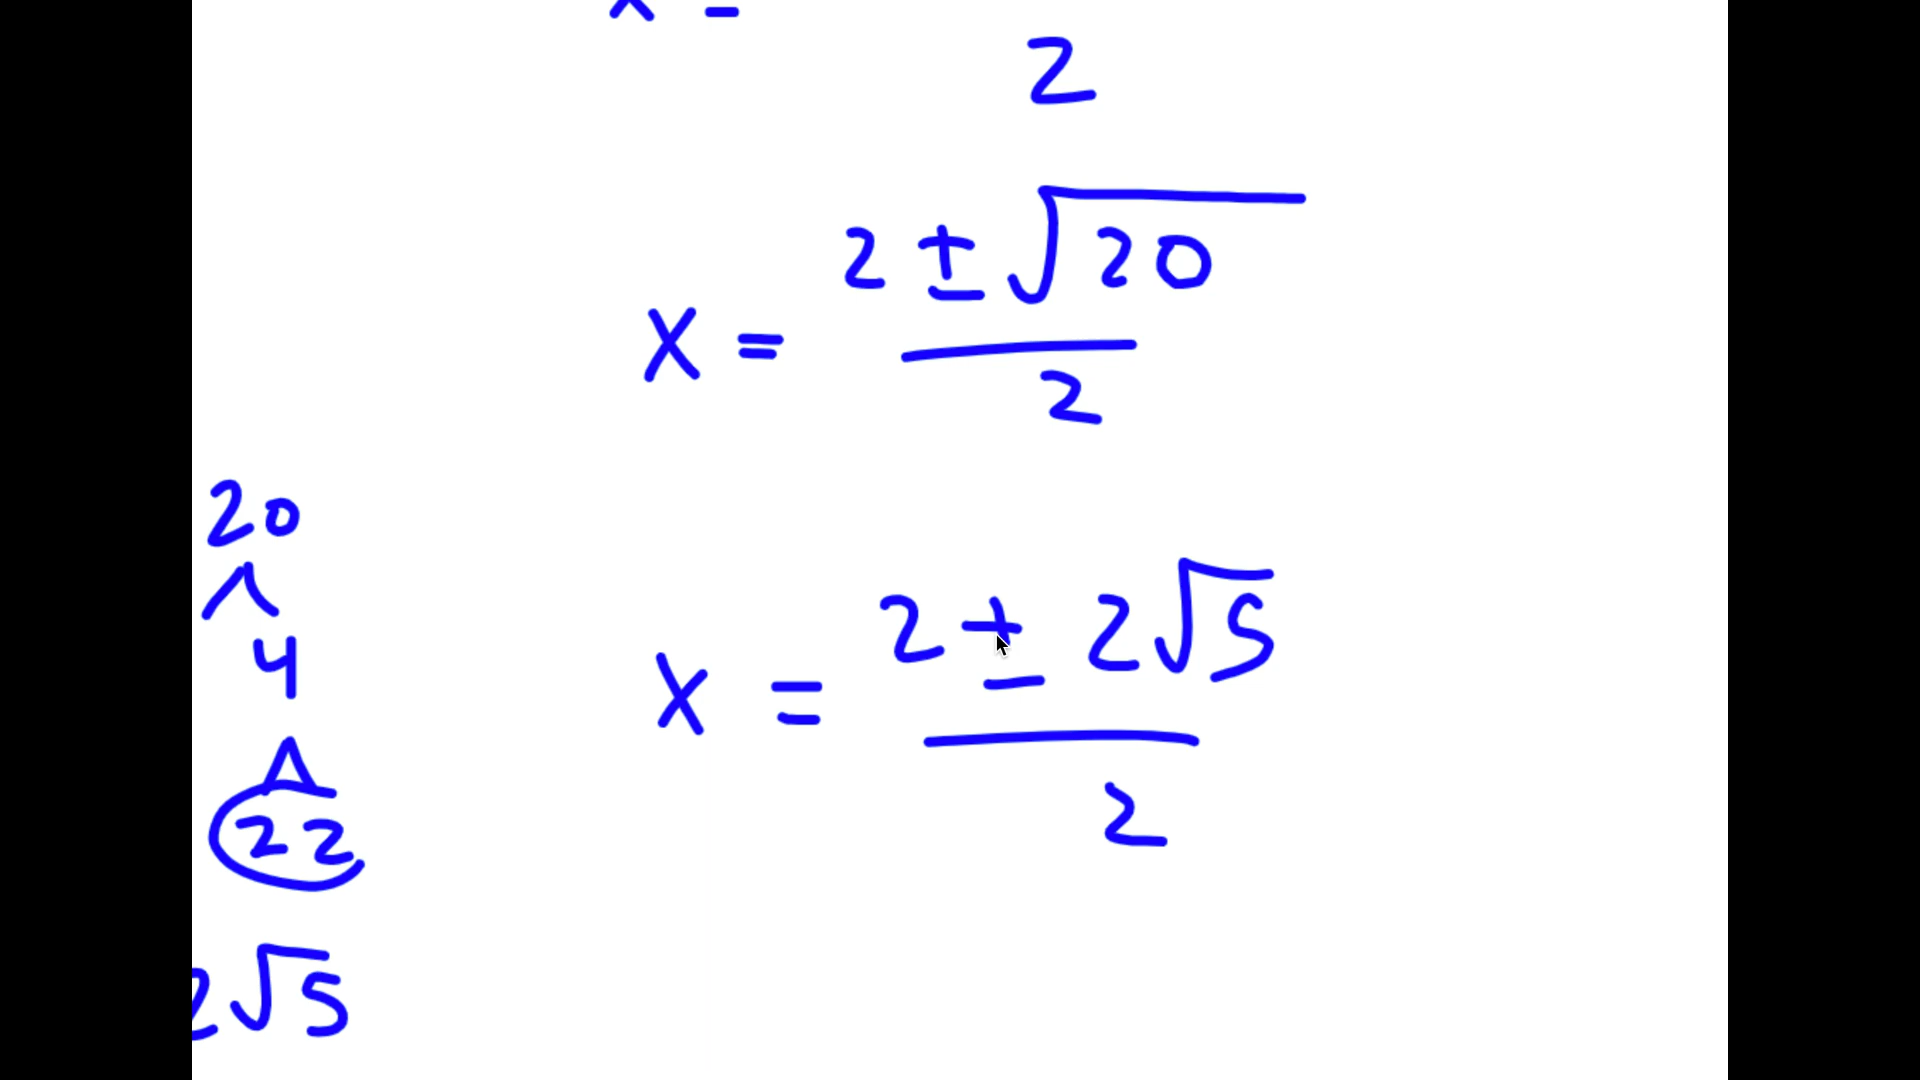 x =
2
2 ± √20
x =
2
20
4
2 ± 2√5
x =
2
2 2
2√5